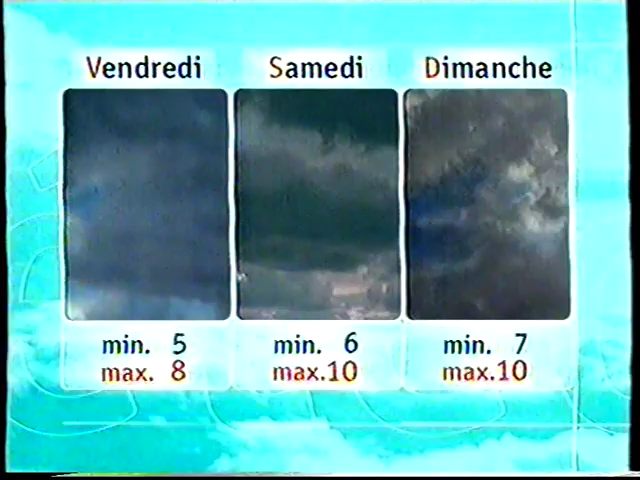 Vendredi Samedi Dimanche
min. 5 min. 6 min. 7
max. 8 max.10 max.10